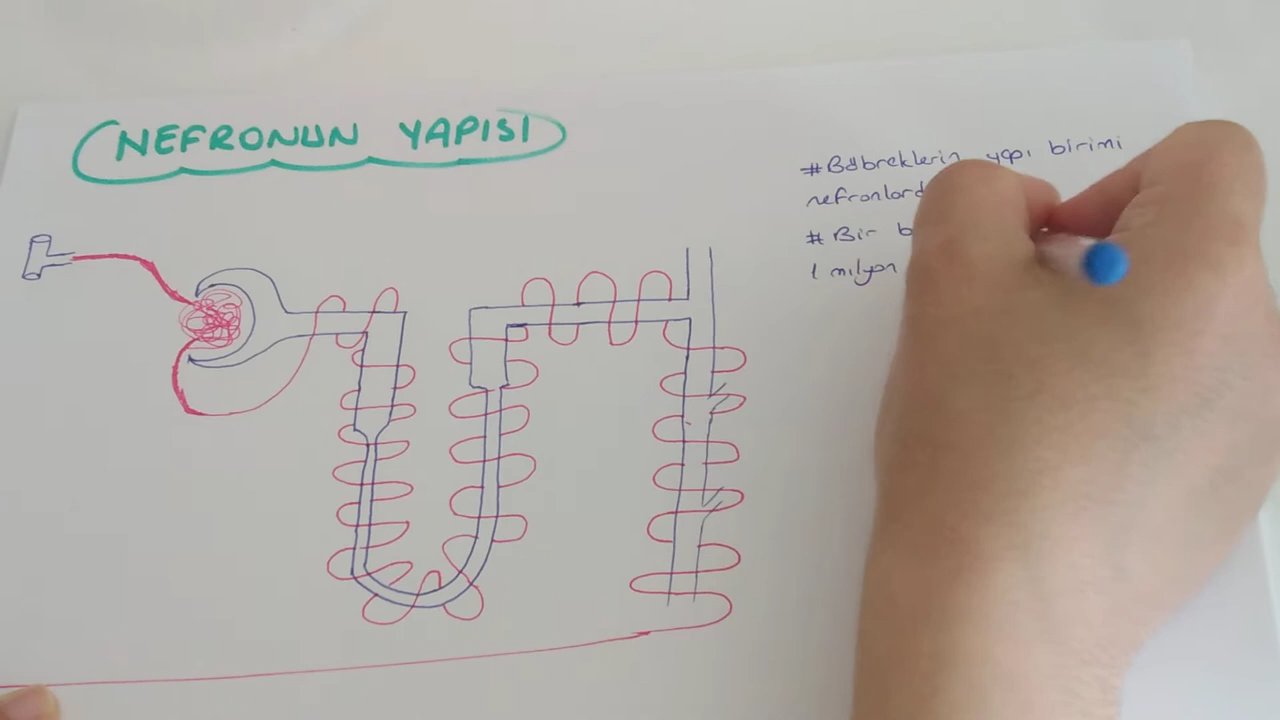 NEFRONUN YAPISI
# Böbreklerin yapı birimi
nefronlard
# Bir b
1 milyon